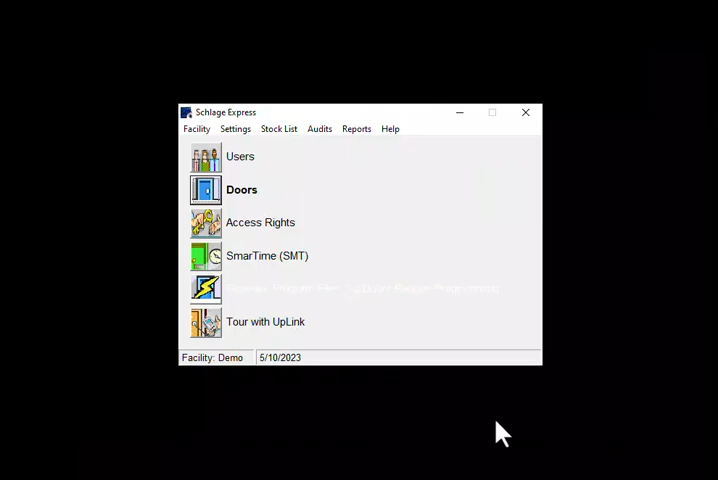 Schlage Express
Facility Settings Stock List Audits Reports Help
Users
Doors
Access Rights
SmarTime (SMT)
Tour with UpLink
Facility: Demo 5/10/2023